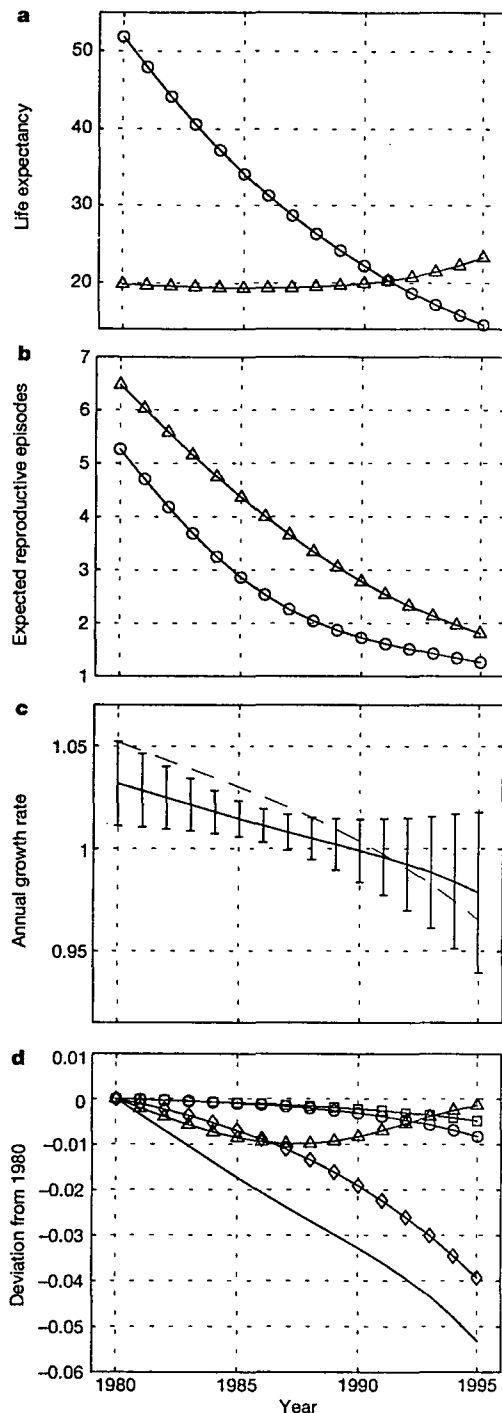 a
50
40
30
20
Life expectancy
b
7
6
5
4
3
2
1
Expected reproductive episodes
c
1.05
1
0.95
Annual growth rate
d
0.01
0
–0.01
–0.02
–0.03
–0.04
–0.05
–0.06
Deviation from 1980
1980 1985 1990 1995
Year